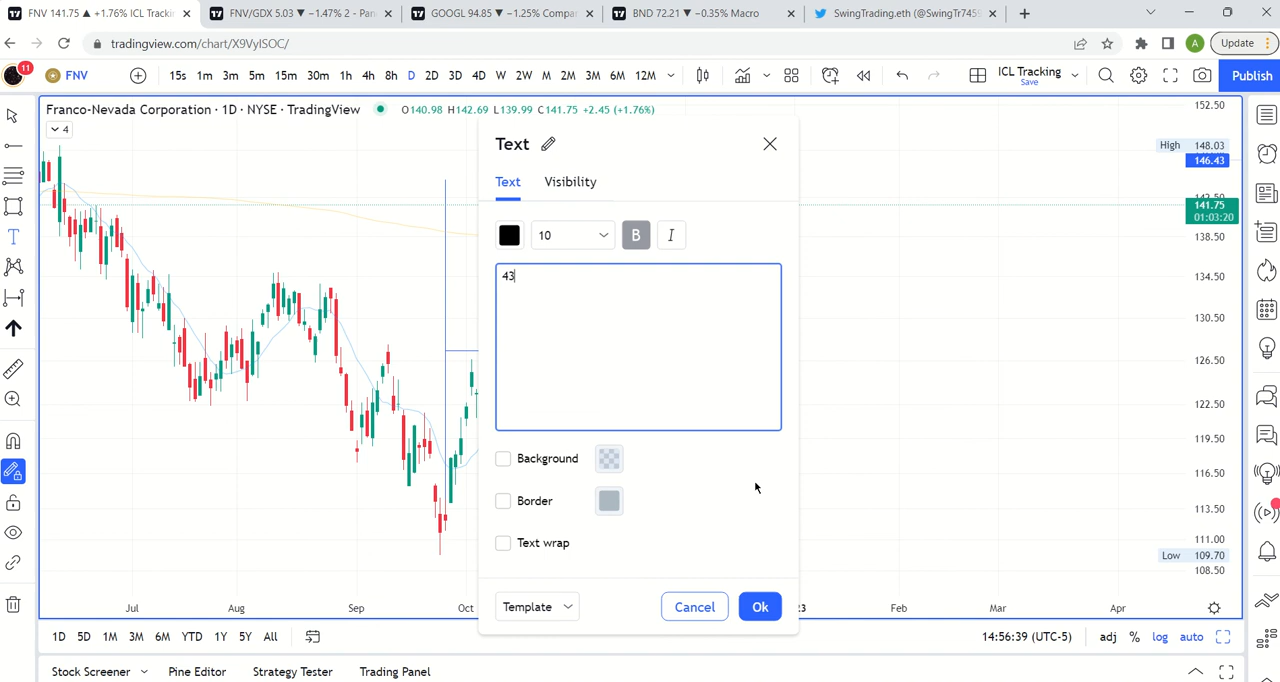 FNV 141.75 ▲ +1.76% ICL Tracki
FNV/GDX 5.03 ▼ −1.47% 2 - Pan
GOOGL 94.85 ▼ −1.25% Compa
BND 72.21 ▼ −0.35% Macro
SwingTrading.eth (@SwingTr7459
tradingview.com/chart/X9VyISOC/
A
Update
11
FNV
15s 1m 3m 5m 15m 30m 1h 4h 8h D 2D 3D 4D W 2W M 2M 3M 6M 12M
ICL Tracking
Save
Publish
Franco-Nevada Corporation · 1D · NYSE · TradingView
O140.98 H142.69 L139.99 C141.75 +2.45 (+1.76%)
4
152.50
High 148.03
146.43
142.50
141.75
01:03:20
138.50
134.50
130.50
126.50
122.50
119.50
116.50
113.50
111.00
Low 109.70
108.50
Text
Text Visibility
10
B
I
43
Background
Border
Text wrap
Template
Cancel
Ok
Jul Aug Sep Oct 23 Feb Mar Apr
1D 5D 1M 3M 6M YTD 1Y 5Y All
14:56:39 (UTC-5)
adj % log auto
Stock Screener Pine Editor Strategy Tester Trading Panel